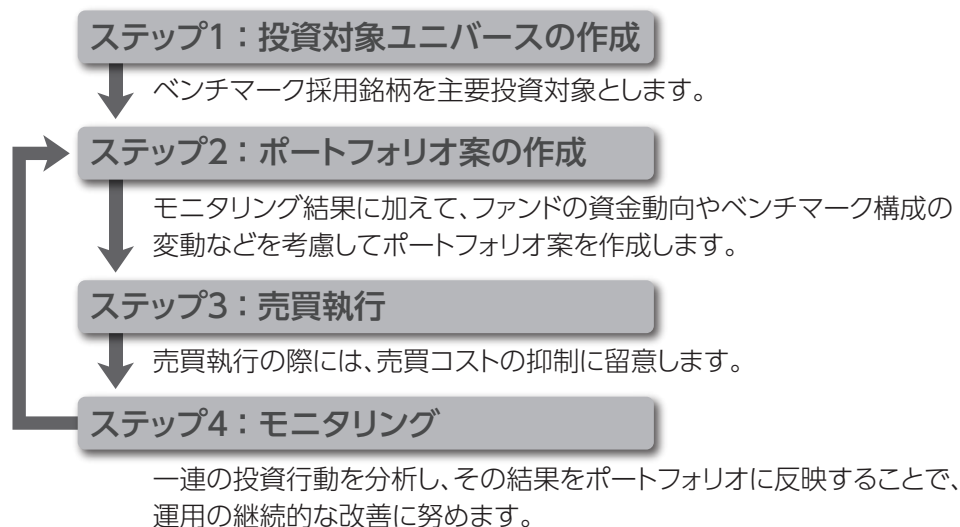 ステップ1：投資対象ユニバースの作成
ベンチマーク採用銘柄を主要投資対象とします。
ステップ2：ポートフォリオ案の作成
モニタリング結果に加えて、ファンドの資金動向やベンチマーク構成の
変動などを考慮してポートフォリオ案を作成します。
ステップ3：売買執行
売買執行の際には、売買コストの抑制に留意します。
ステップ4：モニタリング
一連の投資行動を分析し、その結果をポートフォリオに反映することで、
運用の継続的な改善に努めます。